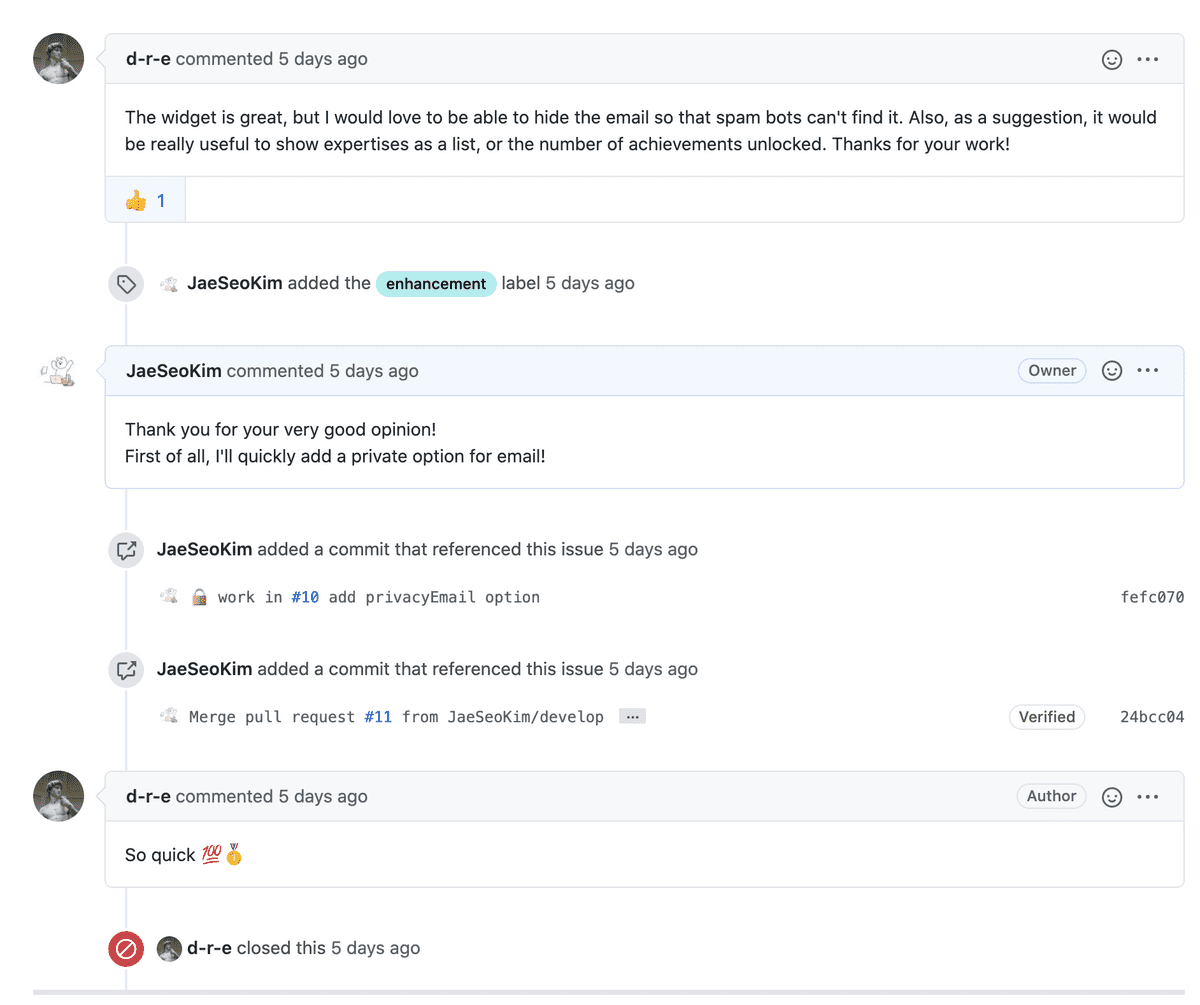 d-r-e commented 5 days ago
The widget is great, but I would love to be able to hide the email so that spam bots can't find it. Also, as a suggestion, it would
be really useful to show expertises as a list, or the number of achievements unlocked. Thanks for your work!
👍 1
JaeSeoKim added the enhancement label 5 days ago
JaeSeoKim commented 5 days ago Owner
Thank you for your very good opinion!
First of all, I'll quickly add a private option for email!
JaeSeoKim added a commit that referenced this issue 5 days ago
🔐 work in #10 add privacyEmail option fefc070
JaeSeoKim added a commit that referenced this issue 5 days ago
Merge pull request #11 from JaeSeoKim/develop ... Verified 24bcc04
d-r-e commented 5 days ago Author
So quick 💯🥇
d-r-e closed this 5 days ago